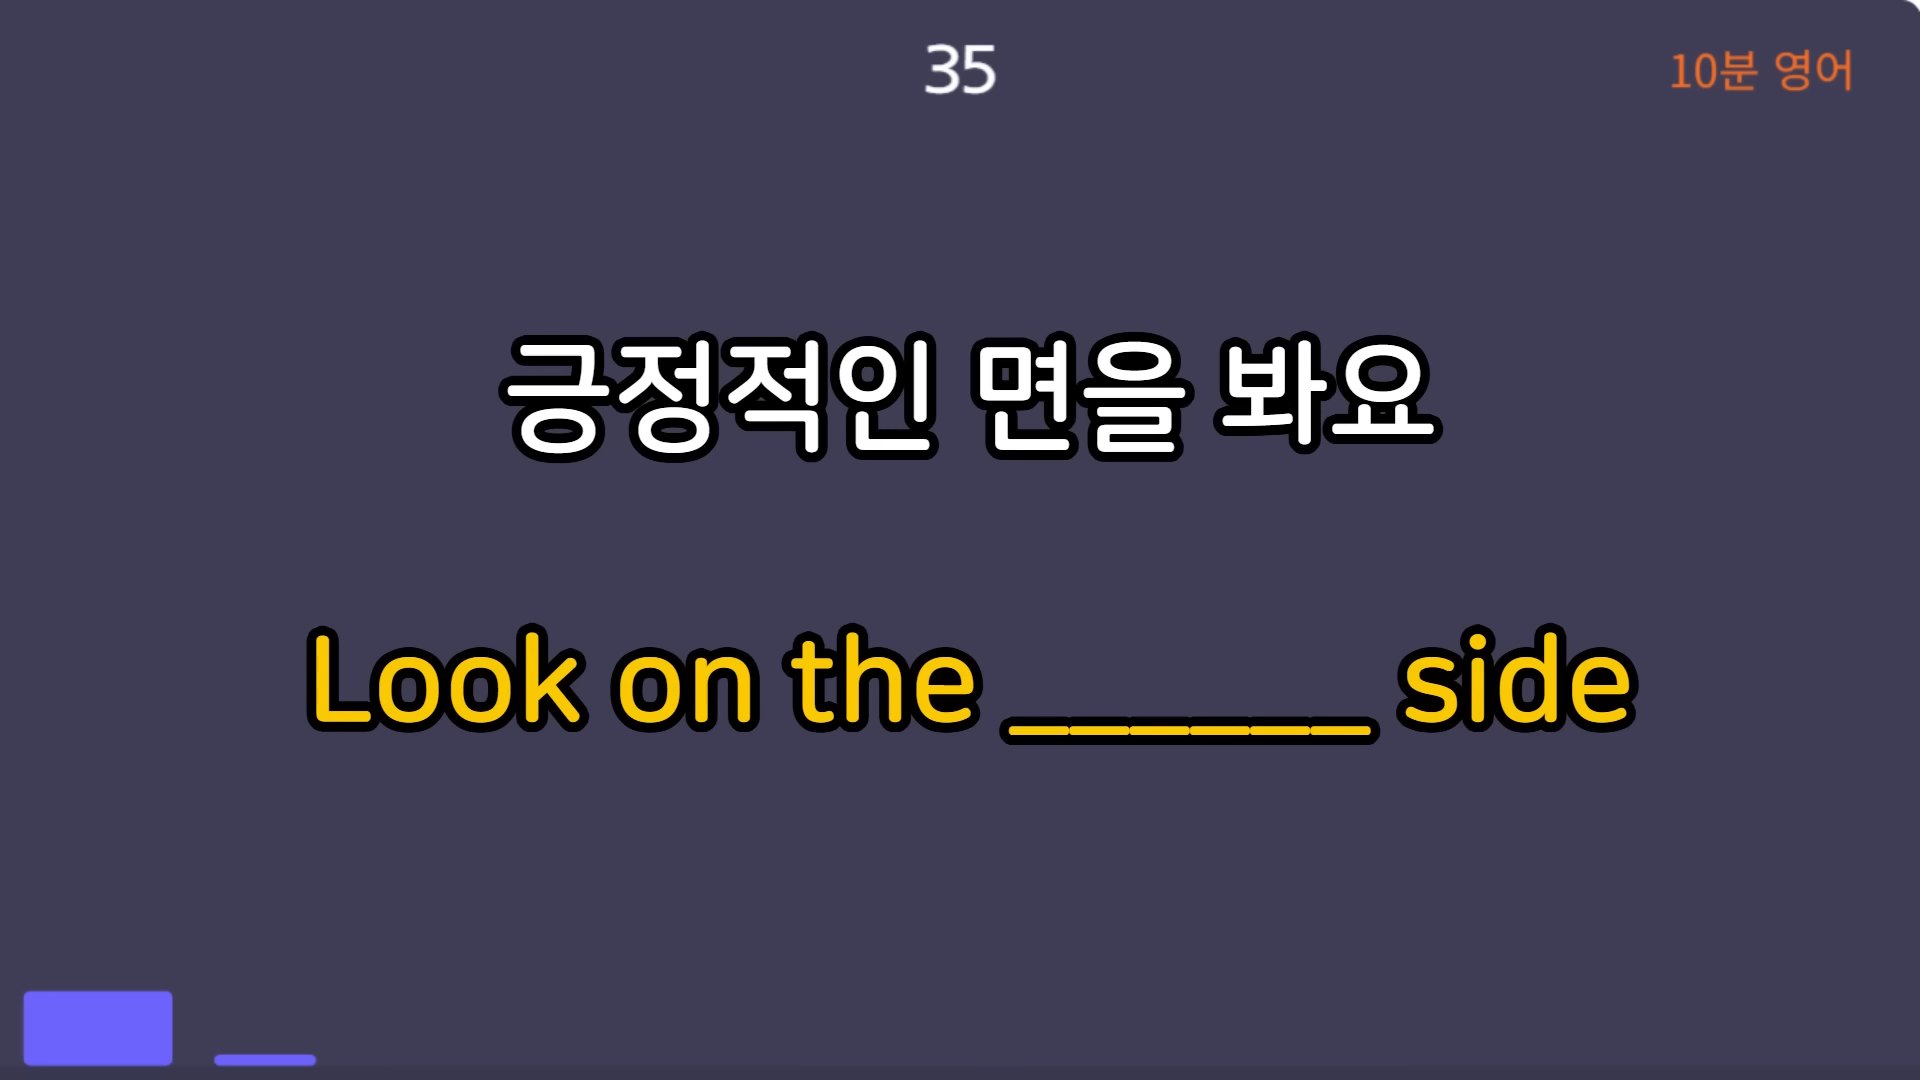 35
10분 영어
긍정적인 면을 봐요
Look on the ______ side